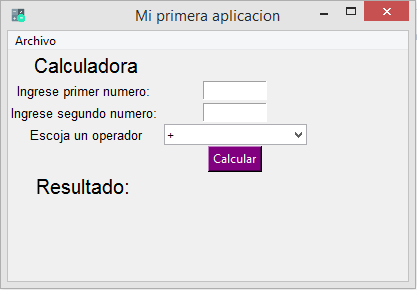 Mi primera aplicacion
Archivo
Calculadora
Ingrese primer numero:
Ingrese segundo numero:
Escoja un operador +
Calcular
Resultado: